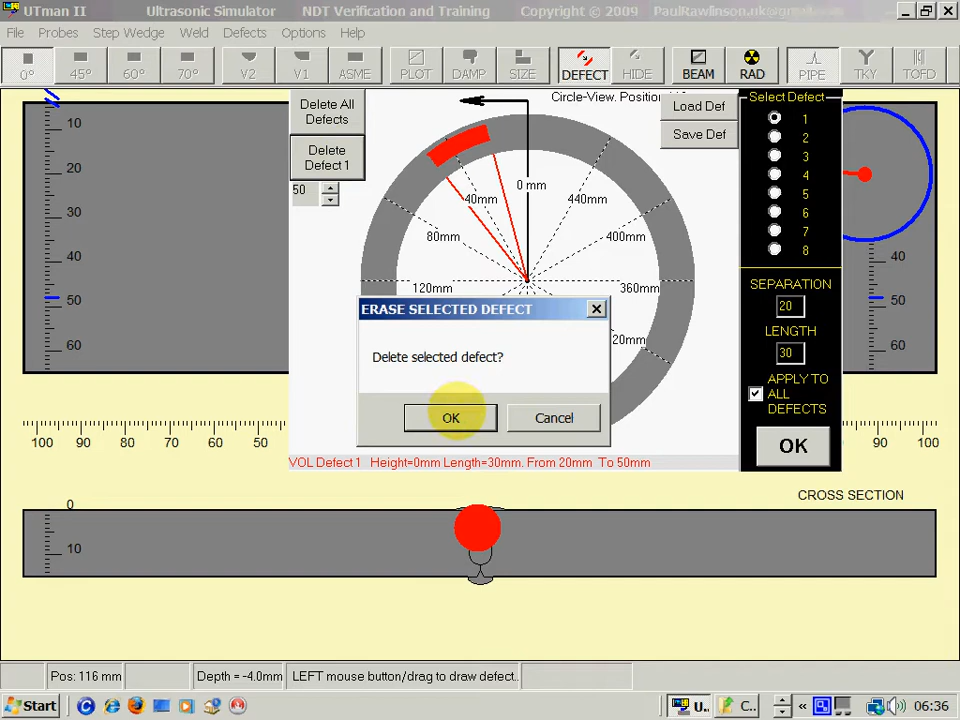 UTman II Ultrasonic Simulator NDT Verification and Training Copyright © 2009 PaulRawlinson.uk
File Probes Step Wedge Weld Defects Options Help
0° 45° 60° 70° V2 V1 ASME PLOT DAMP SIZE DEFECT HIDE BEAM RAD PIPE TKY TOFD
Delete All
Defects
Delete
Defect 1
50
Circle-View. Position
Load Def
Save Def
0 mm
40mm
80mm
120mm
440mm
400mm
360mm
20mm
Select Defect
1
2
3
4
5
6
7
8
SEPARATION
20
LENGTH
30
APPLY TO
ALL
DEFECTS
OK
10
20
30
40
50
60
40
50
60
ERASE SELECTED DEFECT
Delete selected defect?
OK Cancel
VOL Defect 1 Height=0mm Length=30mm. From 20mm To 50mm
100 90 80 70 60 50 90 100
CROSS SECTION
0
10
Pos: 116 mm Depth = -4.0mm LEFT mouse button/drag to draw defect..
Start U.. C.. « 06:36